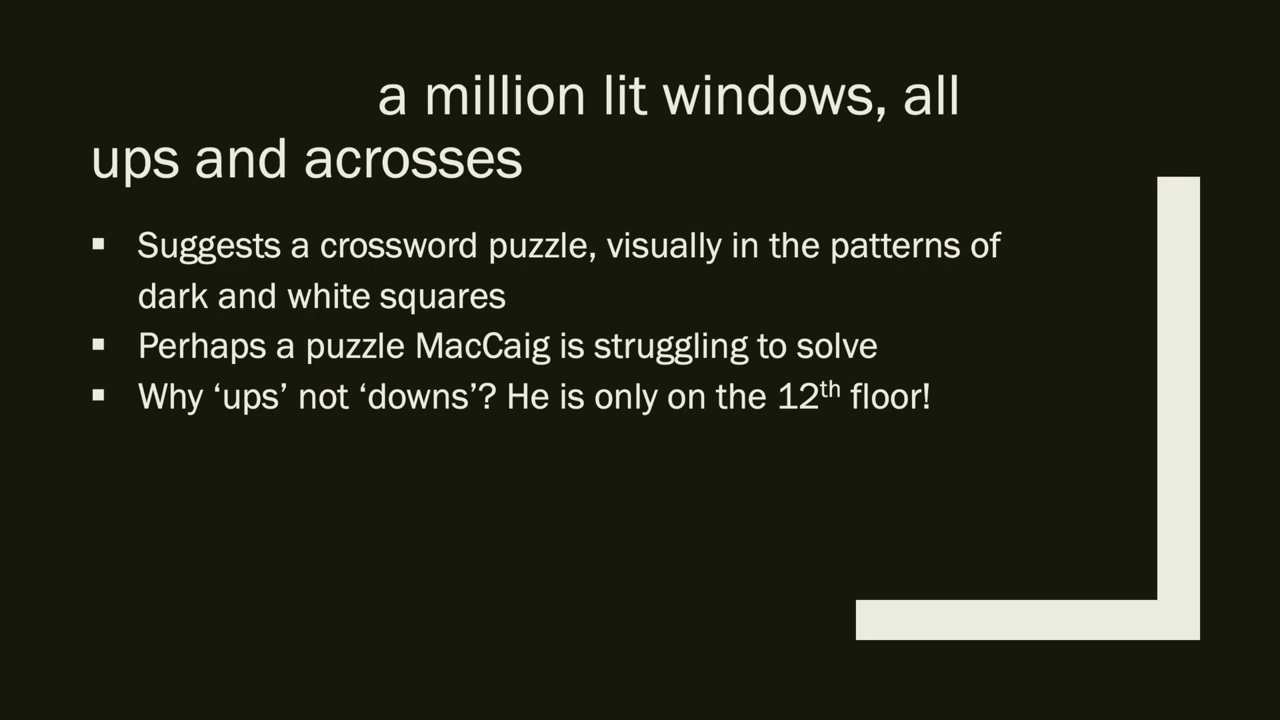 a million lit windows, all
ups and acrosses
▪ Suggests a crossword puzzle, visually in the patterns of
dark and white squares
▪ Perhaps a puzzle MacCaig is struggling to solve
▪ Why ‘ups’ not ‘downs’? He is only on the 12th floor!